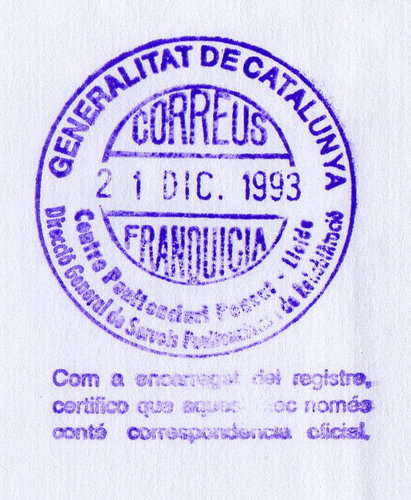 GENERALITAT DE CATALUNYA
CORREUS
21 DIC. 1993
FRANQUICIA
Centre Penitenciari Ponent - Lleida
Direcció General de Serveis Penitenciaris i de Rehabilitació
Com a encarregat del registre,
certifico que aquest només
conté correspondència oficial.